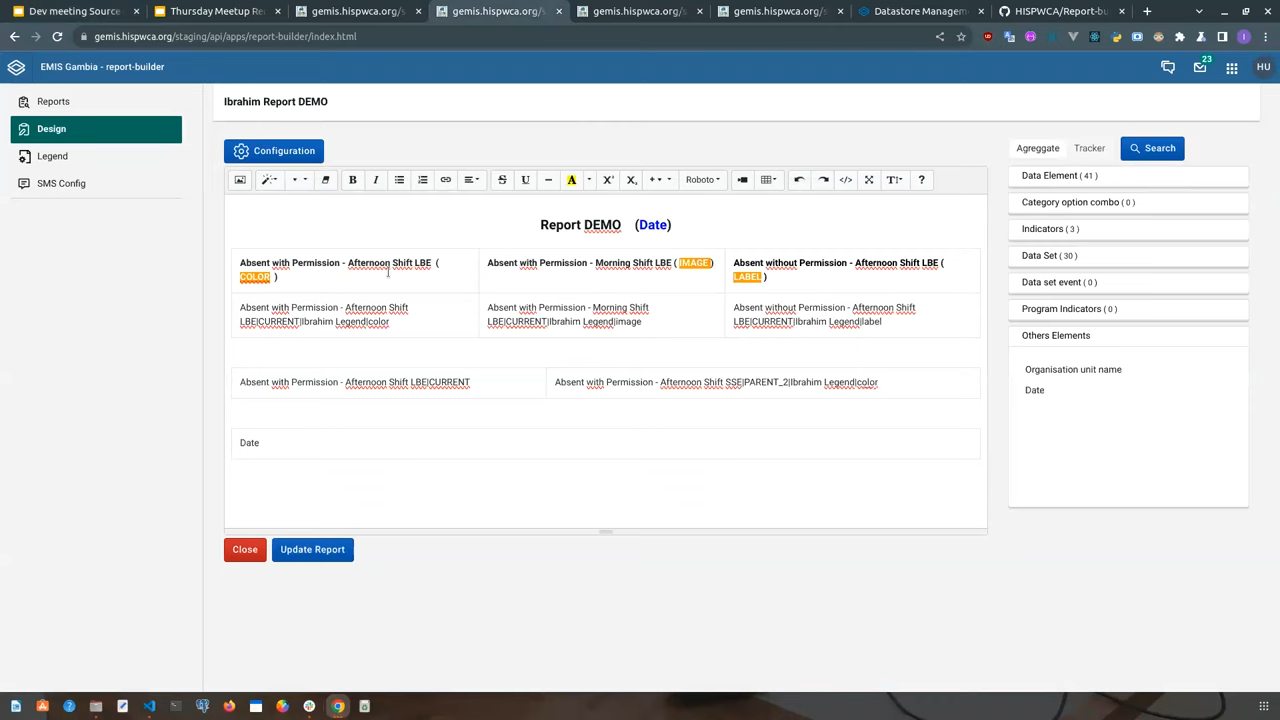 Dev meeting Source
Thursday Meetup Re
gemis.hispwca.org/s
gemis.hispwca.org/s
gemis.hispwca.org/s
gemis.hispwca.org/s
Datastore Managem
HISPWCA/Report-bu
gemis.hispwca.org/staging/api/apps/report-builder/index.html
EMIS Gambia - report-builder
23
HU
Reports
Design
Legend
SMS Config
Ibrahim Report DEMO
Configuration
Roboto
Report DEMO (Date)
Absent with Permission - Afternoon Shift LBE (
COLOR )
Absent with Permission - Morning Shift LBE ( IMAGE )
Absent without Permission - Afternoon Shift LBE (
LABEL )
Absent with Permission - Afternoon Shift
LBE|CURRENT|Ibrahim Legend|color
Absent with Permission - Morning Shift
LBE|CURRENT|Ibrahim Legend|image
Absent without Permission - Afternoon Shift
LBE|CURRENT|Ibrahim Legend|label
Absent with Permission - Afternoon Shift LBE|CURRENT
Absent with Permission - Afternoon Shift SSE|PARENT_2|Ibrahim Legend|color
Date
Close
Update Report
Agreggate
Tracker
Search
Data Element ( 41 )
Category option combo ( 0 )
Indicators ( 3 )
Data Set ( 30 )
Data set event ( 0 )
Program Indicators ( 0 )
Others Elements
Organisation unit name
Date